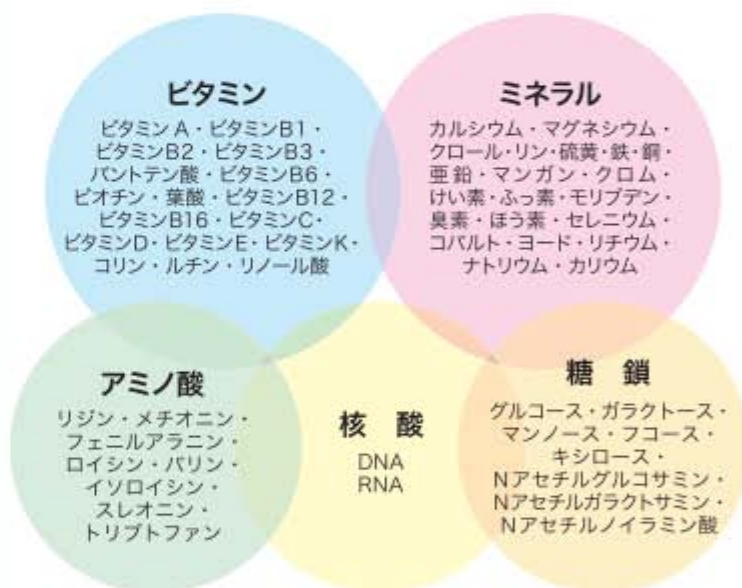 ビタミン
ビタミンA・ビタミンB1・
ビタミンB2・ビタミンB3・
パントテン酸・ビタミンB6・
ビオチン・葉酸・ビタミンB12・
ビタミンB16・ビタミンC・
ビタミンD・ビタミンE・ビタミンK・
コリン・ルチン・リノール酸
ミネラル
カルシウム・マグネシウム・
クロール・リン・硫黄・鉄・銅・
亜鉛・マンガン・クロム・
けい素・ふっ素・モリブデン・
臭素・ほう素・セレニウム・
コバルト・ヨード・リチウム・
ナトリウム・カリウム
アミノ酸
リジン・メチオニン・
フェニルアラニン・
ロイシン・バリン・
イソロイシン・
スレオニン・
トリプトファン
核 酸
DNA
RNA
糖 鎖
グルコース・ガラクトース・
マンノース・フコース・
キシロース・
Nアセチルグルコサミン・
Nアセチルガラクトサミン・
Nアセチルノイラミン酸